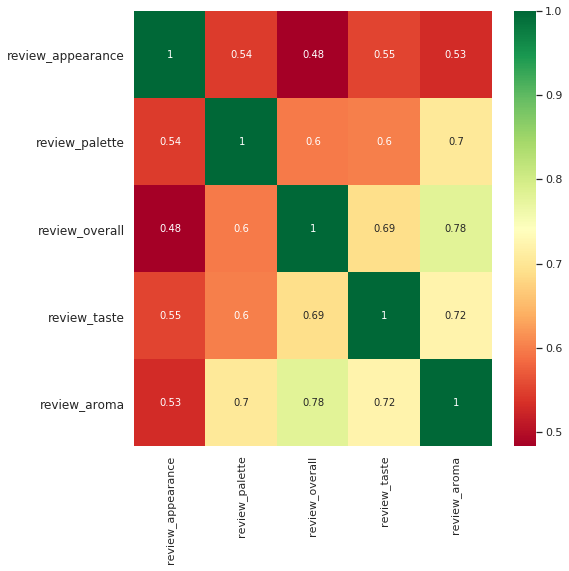 review_appearance 1 0.54 0.48 0.55 0.53
review_palette 0.54 1 0.6 0.6 0.7
review_overall 0.48 0.6 1 0.69 0.78
review_taste 0.55 0.6 0.69 1 0.72
review_aroma 0.53 0.7 0.78 0.72 1
review_appearance
review_palette
review_overall
review_taste
review_aroma
1.0
0.9
0.8
0.7
0.6
0.5